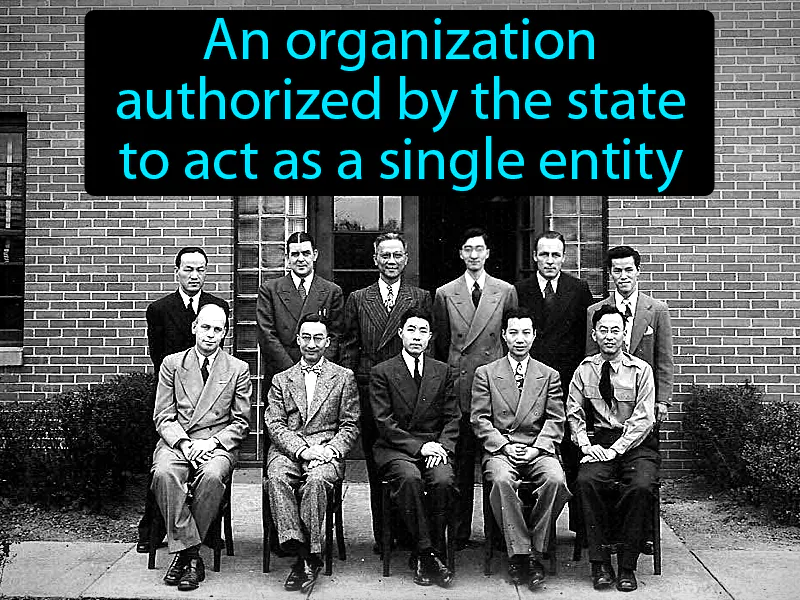 An organization
authorized by the state
to act as a single entity